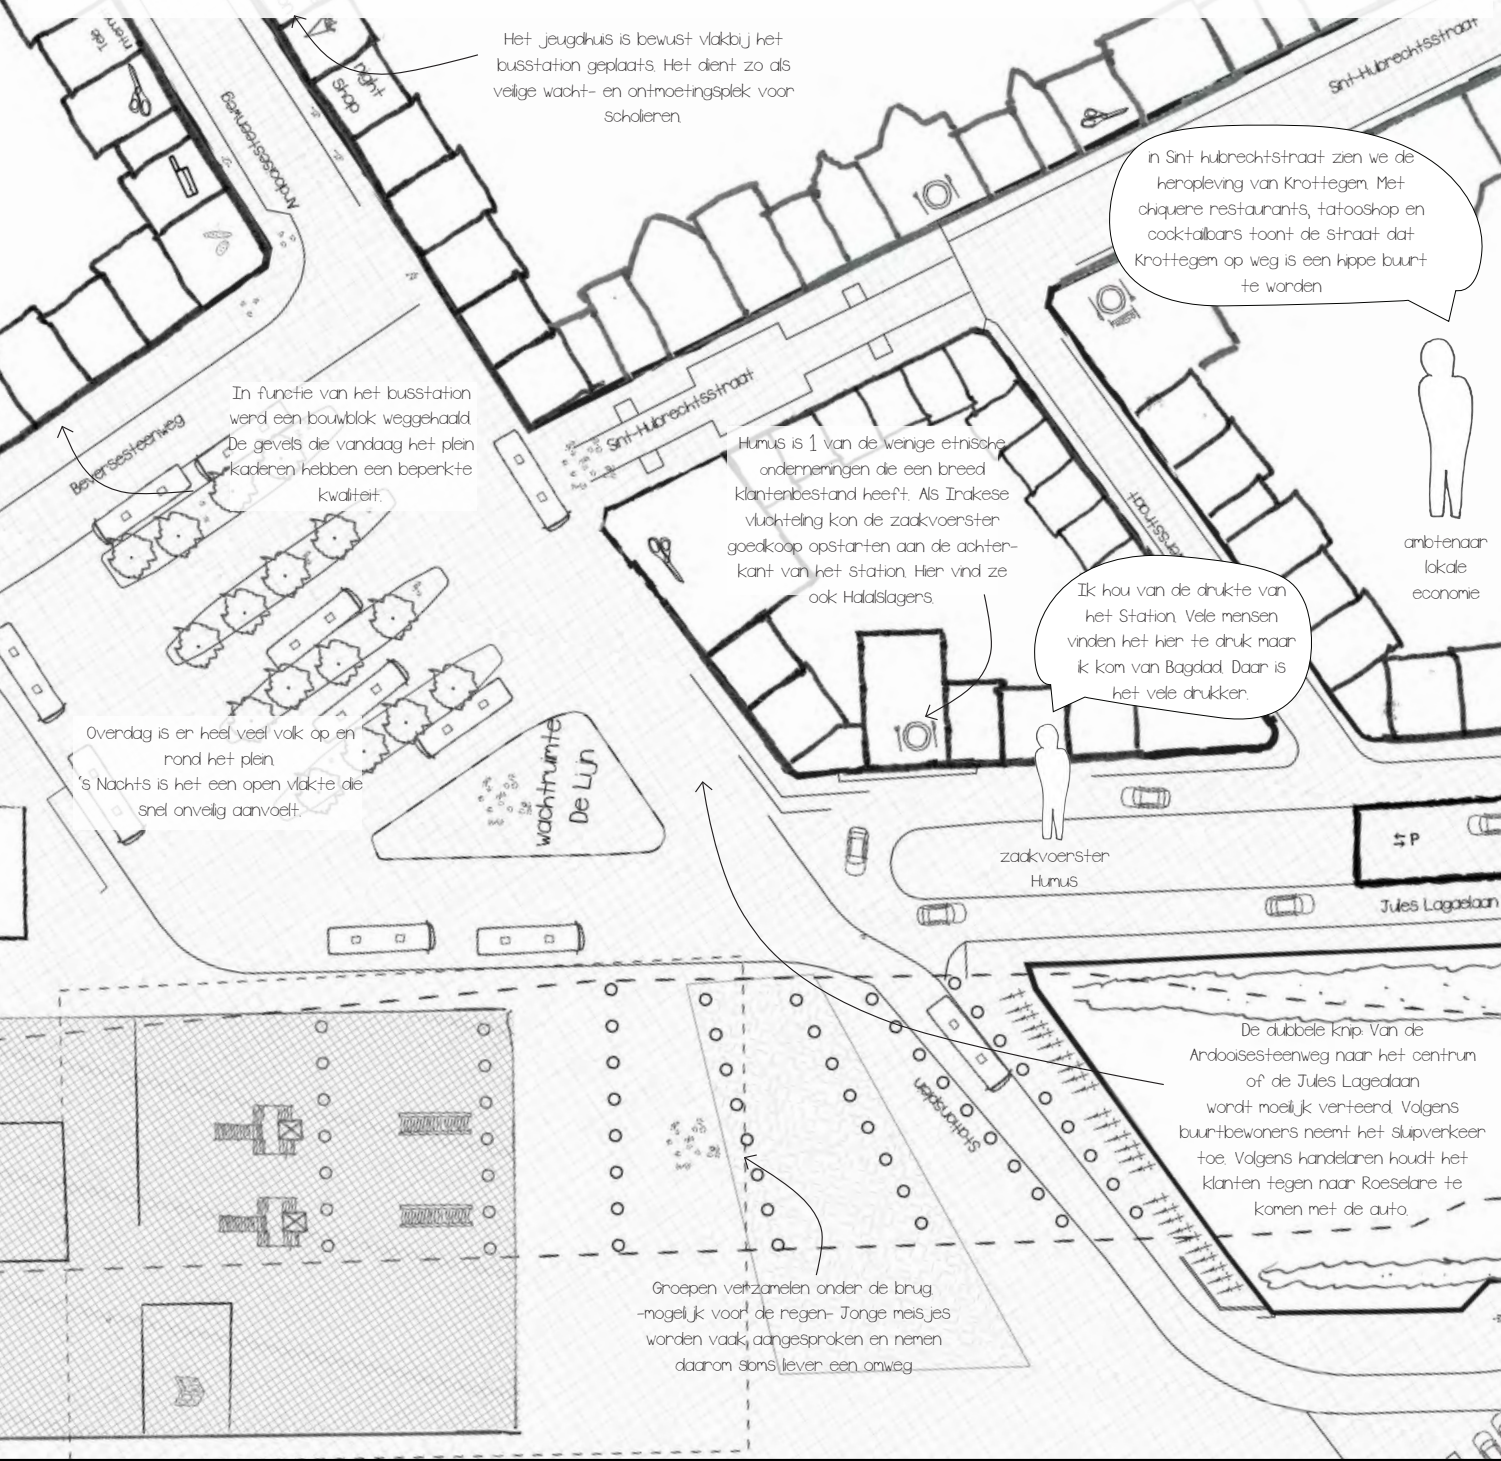 Het jeugdhuis is bewust vlakbij het
busstation geplaats. Het dient zo als
veilige wacht- en ontmoetingsplek voor
scholieren.
Tele
night
shop
Ardooisesteenweg
Sint-Hubrechtsstraat
in Sint hubrechtstraat zien we de
heropleving van Krottegem. Met
chiquere restaurants, tatooshop en
cocktailbars toont de straat dat
Krottegem op weg is een hippe buurt
te worden
ambtenaar
lokale
economie
In functie van het busstation
werd een bouwblok weggehaald.
De gevels die vandaag het plein
kaderen hebben een beperkte
kwaliteit.
Beversesteenweg
Sint-Hubrechtsstraat
Humus is 1 van de weinige etnische
ondernemingen die een breed
klantenbestand heeft. Als Irakese
vluchteling kon de zaakvoerster
goedkoop opstarten aan de achter-
kant van het station. Hier vind ze
ook Halalslagers.
Ik hou van de drukte van
het Station. Vele mensen
vinden het hier te druk maar
ik kom van Bagdad. Daar is
het vele drukker.
zaakvoerster
Humus
Overdag is er heel veel volk op en
rond het plein.
's Nachts is het een open vlakte die
snel onveilig aanvoelt.
wachtruimte
De Lijn
P
Jules Lagaelaan
Stationsplein
De dubbele knip: Van de
Ardooisesteenweg naar het centrum
of de Jules Lagealaan
wordt moeilijk verteerd. Volgens
buurtbewoners neemt het sluipverkeer
toe. Volgens handelaren houdt het
klanten tegen naar Roeselare te
komen met de auto.
Groepen verzamelen onder de brug
-mogelijk voor de regen- Jonge meisjes
worden vaak aangesproken en nemen
daarom soms liever een omweg